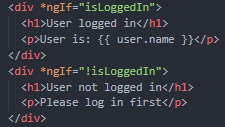 <div *ngIf="isLoggedIn">
  <h1>User logged in</h1>
  <p>User is: {{ user.name }}</p>
</div>
<div *ngIf="!isLoggedIn">
  <h1>User not logged in</h1>
  <p>Please log in first</p>
</div>